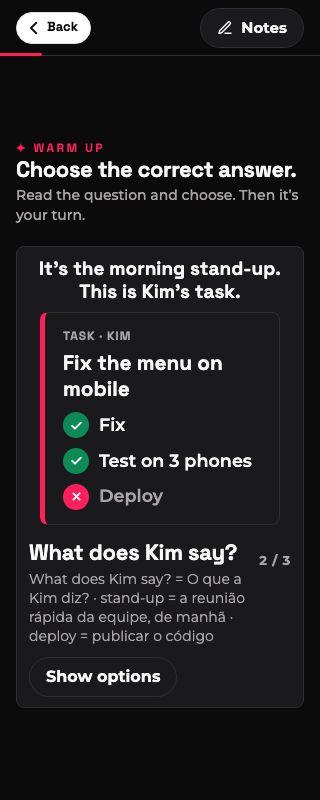 Back
Notes
WARM UP
Choose the correct answer.
Read the question and choose. Then it's
your turn.
It's the morning stand-up.
This is Kim's task.
TASK · KIM
Fix the menu on
mobile
Fix
Test on 3 phones
Deploy
What does Kim say?
2 / 3
What does Kim say? = O que a
Kim diz? · stand-up = a reunião
rápida da equipe, de manhã ·
deploy = publicar o código
Show options